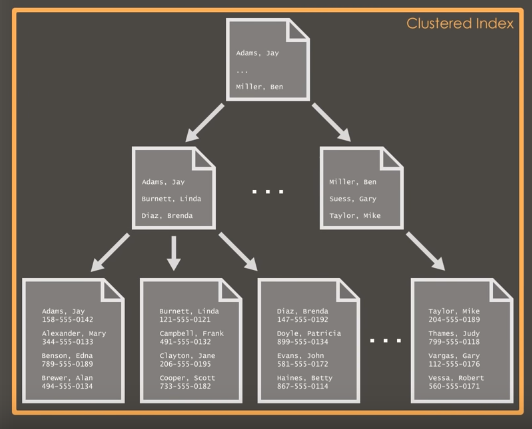 Clustered Index
Adams, Jay
...
Miller, Ben
Adams, Jay
Burnett, Linda
Diaz, Brenda
...
Miller, Ben
Suess, Gary
Taylor, Mike
Adams, Jay
158-555-0142
Alexander, Mary
344-555-0133
Benson, Edna
789-555-0189
Brewer, Alan
494-555-0134
Burnett, Linda
121-555-0121
Campbell, Frank
491-555-0132
Clayton, Jane
206-555-0195
Cooper, Scott
733-555-0182
Diaz, Brenda
147-555-0192
Doyle, Patricia
899-555-0134
Evans, John
581-555-0172
Haines, Betty
867-555-0114
...
Taylor, Mike
204-555-0189
Thames, Judy
799-555-0118
Vargas, Gary
112-555-0176
Vessa, Robert
560-555-0171